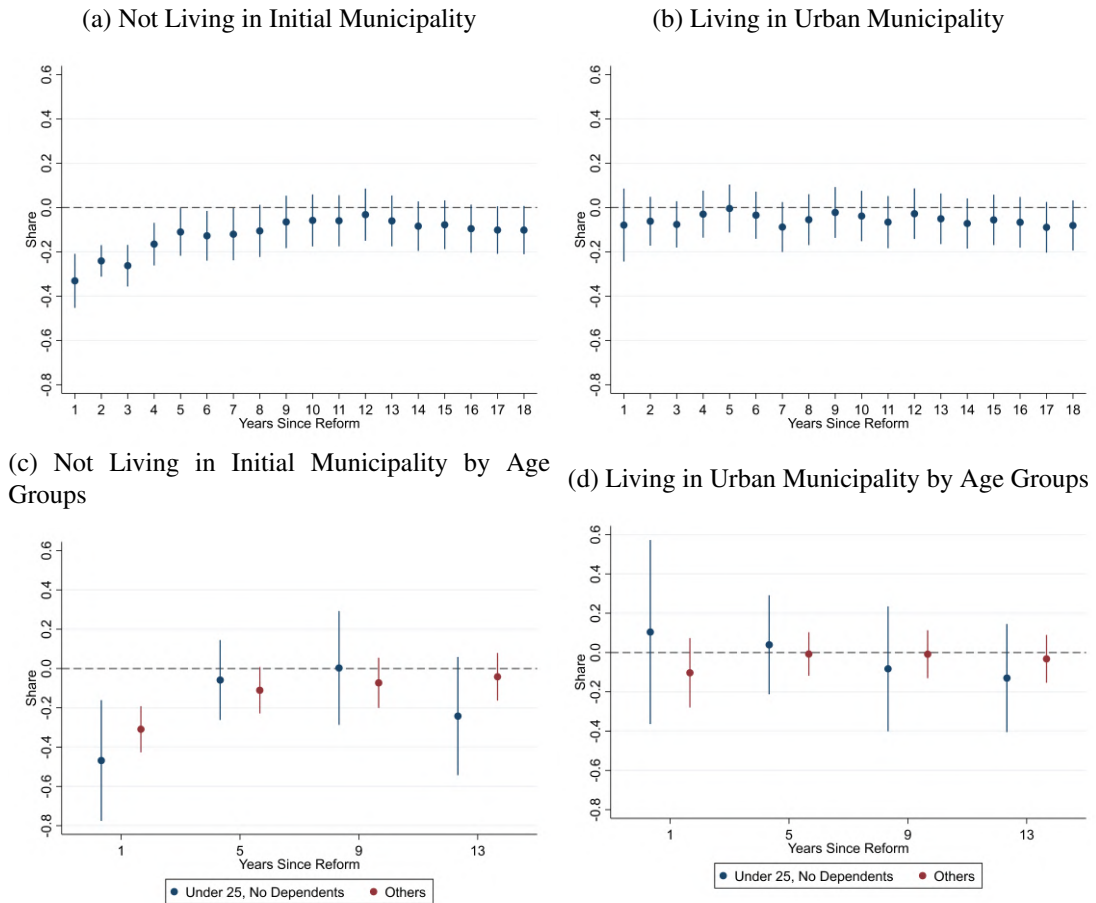 (a) Not Living in Initial Municipality
(b) Living in Urban Municipality
0.6
0.4
0.2
0.0
-0.2
-0.4
-0.6
-0.8
Share
1 2 3 4 5 6 7 8 9 10 11 12 13 14 15 16 17 18
Years Since Reform
0.6
0.4
0.2
0.0
-0.2
-0.4
-0.6
-0.8
Share
1 2 3 4 5 6 7 8 9 10 11 12 13 14 15 16 17 18
Years Since Reform
(c) Not Living in Initial Municipality by Age
Groups
(d) Living in Urban Municipality by Age Groups
0.6
0.4
0.2
0.0
-0.2
-0.4
-0.6
-0.8
Share
1 5 9 13
Years Since Reform
Under 25, No Dependents Others
0.6
0.4
0.2
0.0
-0.2
-0.4
-0.6
-0.8
Share
1 5 9 13
Years Since Reform
Under 25, No Dependents Others